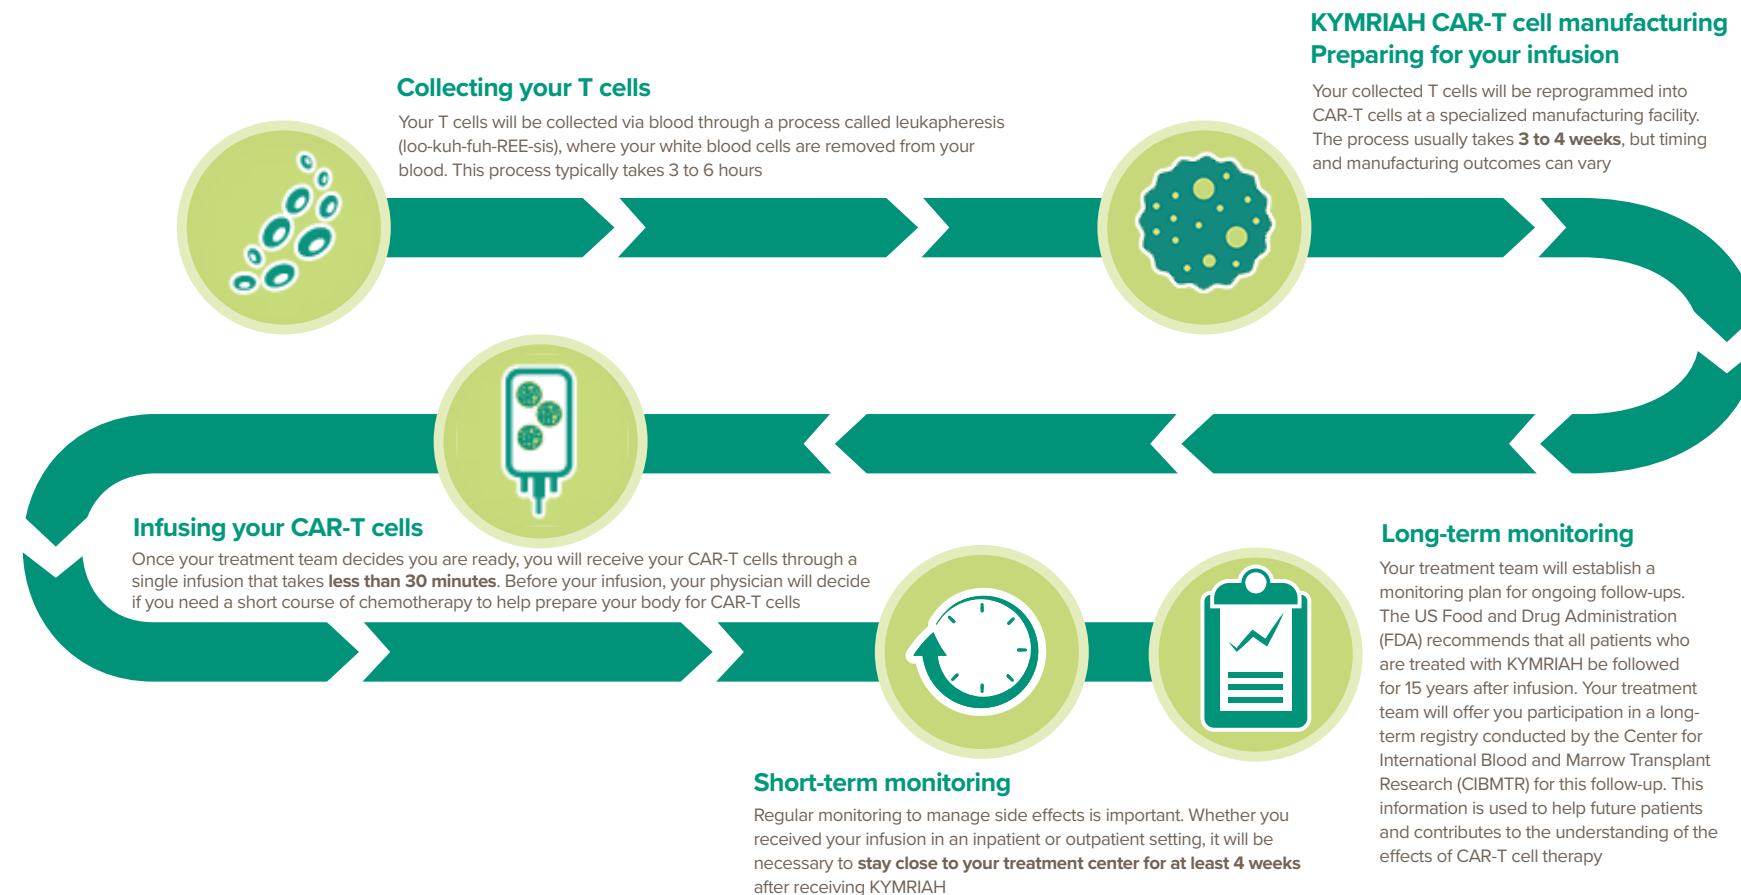 Collecting your T cells
Your T cells will be collected via blood through a process called leukapheresis
(loo-kuh-fuh-REE-sis), where your white blood cells are removed from your
blood. This process typically takes 3 to 6 hours
KYMRIAH CAR-T cell manufacturing
Preparing for your infusion
Your collected T cells will be reprogrammed into
CAR-T cells at a specialized manufacturing facility.
The process usually takes 3 to 4 weeks, but timing
and manufacturing outcomes can vary
Infusing your CAR-T cells
Once your treatment team decides you are ready, you will receive your CAR-T cells through a
single infusion that takes less than 30 minutes. Before your infusion, your physician will decide
if you need a short course of chemotherapy to help prepare your body for CAR-T cells
Short-term monitoring
Regular monitoring to manage side effects is important. Whether you
received your infusion in an inpatient or outpatient setting, it will be
necessary to stay close to your treatment center for at least 4 weeks
after receiving KYMRIAH
Long-term monitoring
Your treatment team will establish a
monitoring plan for ongoing follow-ups.
The US Food and Drug Administration
(FDA) recommends that all patients who
are treated with KYMRIAH be followed
for 15 years after infusion. Your treatment
team will offer you participation in a long-
term registry conducted by the Center for
International Blood and Marrow Transplant
Research (CIBMTR) for this follow-up. This
information is used to help future patients
and contributes to the understanding of the
effects of CAR-T cell therapy